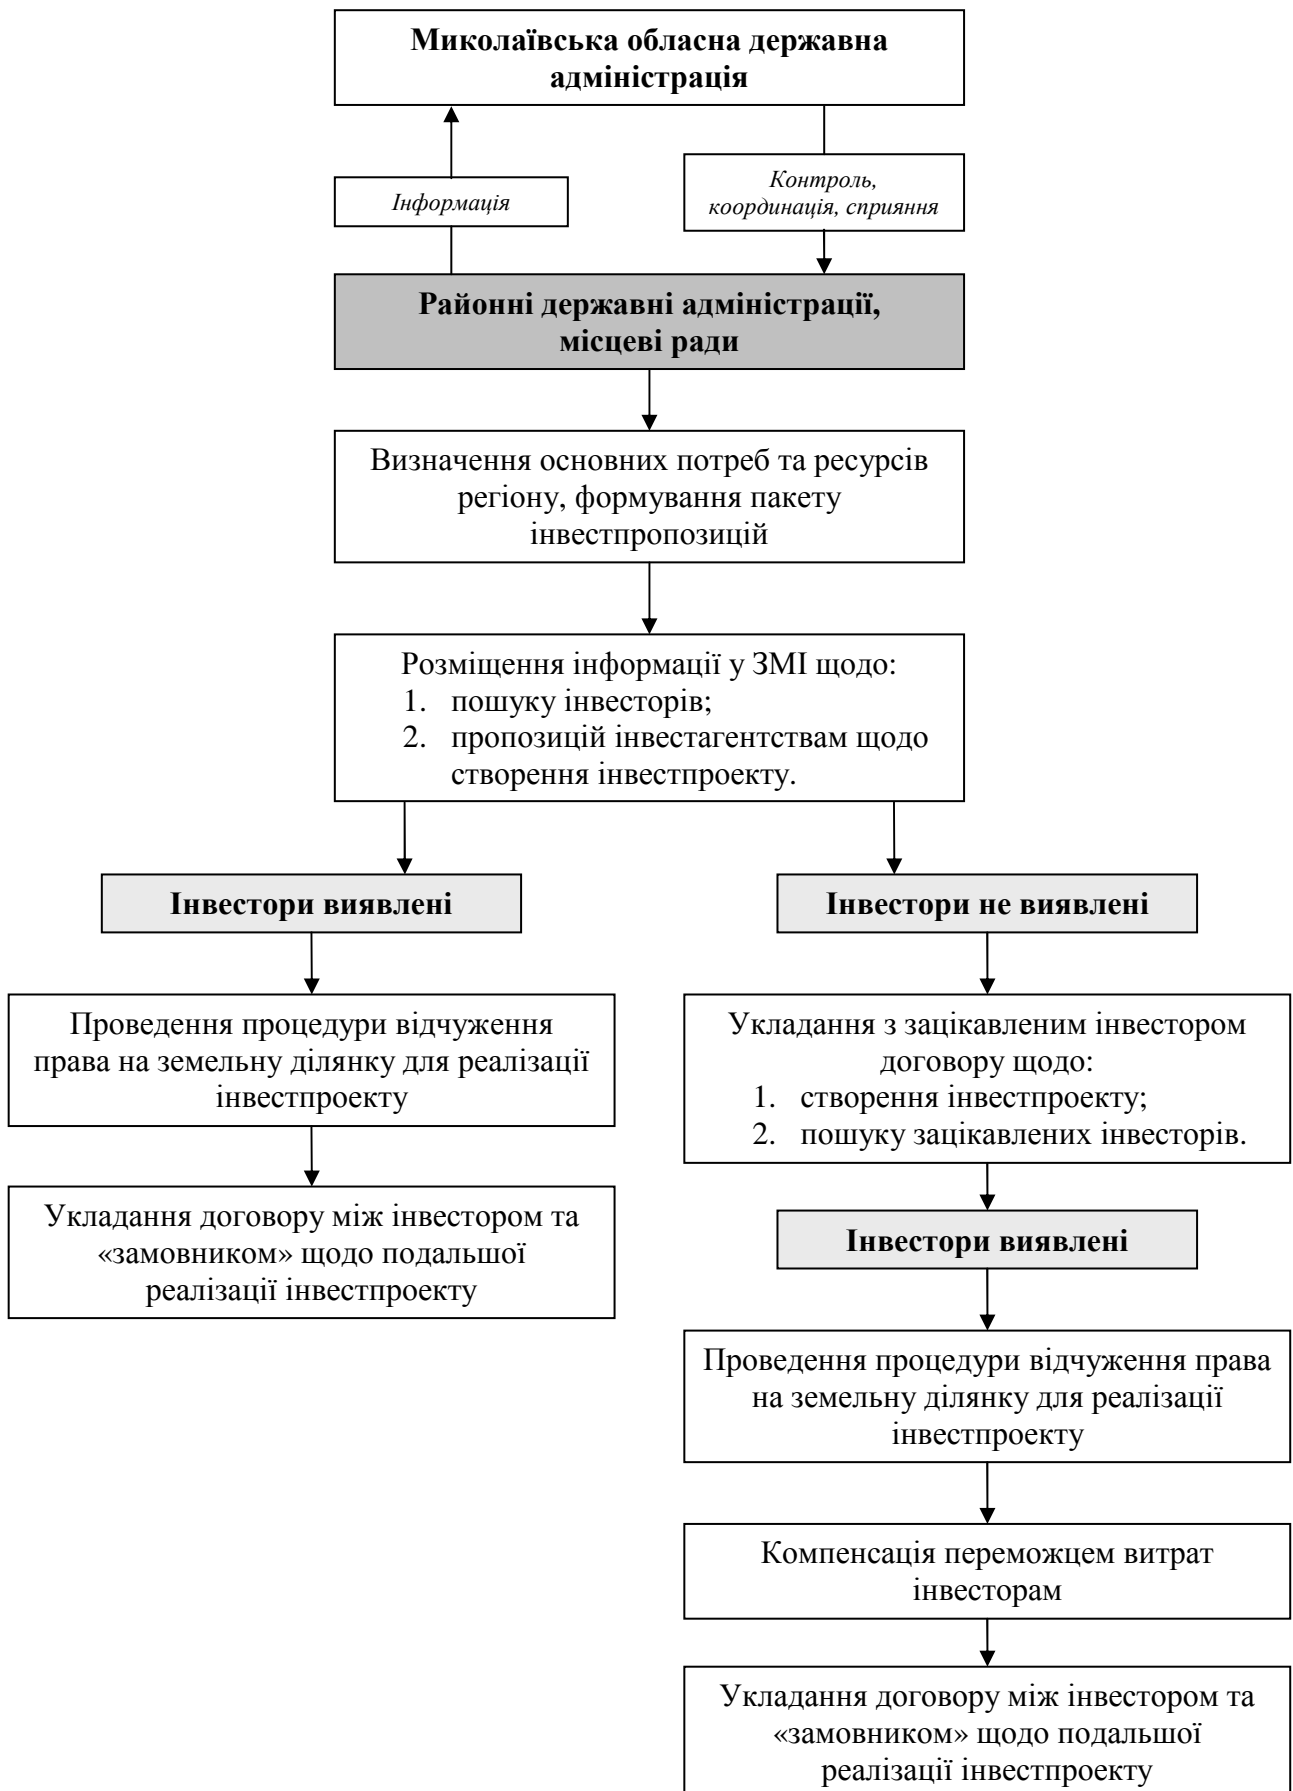 Миколаївська обласна державна
адміністрація
Інформація
Контроль,
координація, сприяння
Районні державні адміністрації,
місцеві ради
Визначення основних потреб та ресурсів
регіону, формування пакету
інвестпропозицій
Розміщення інформації у ЗМІ щодо:
1. пошуку інвесторів;
2. пропозицій інвестагентствам щодо
створення інвестпроекту.
Інвестори виявлені
Проведення процедури відчуження
права на земельну ділянку для реалізації
інвестпроекту
Укладання договору між інвестором та
«замовником» щодо подальшої
реалізації інвестпроекту
Інвестори не виявлені
Укладання з зацікавленим інвестором
договору щодо:
1. створення інвестпроекту;
2. пошуку зацікавлених інвесторів.
Інвестори виявлені
Проведення процедури відчуження права
на земельну ділянку для реалізації
інвестпроекту
Компенсація переможцем витрат
інвесторам
Укладання договору між інвестором та
«замовником» щодо подальшої
реалізації інвестпроекту